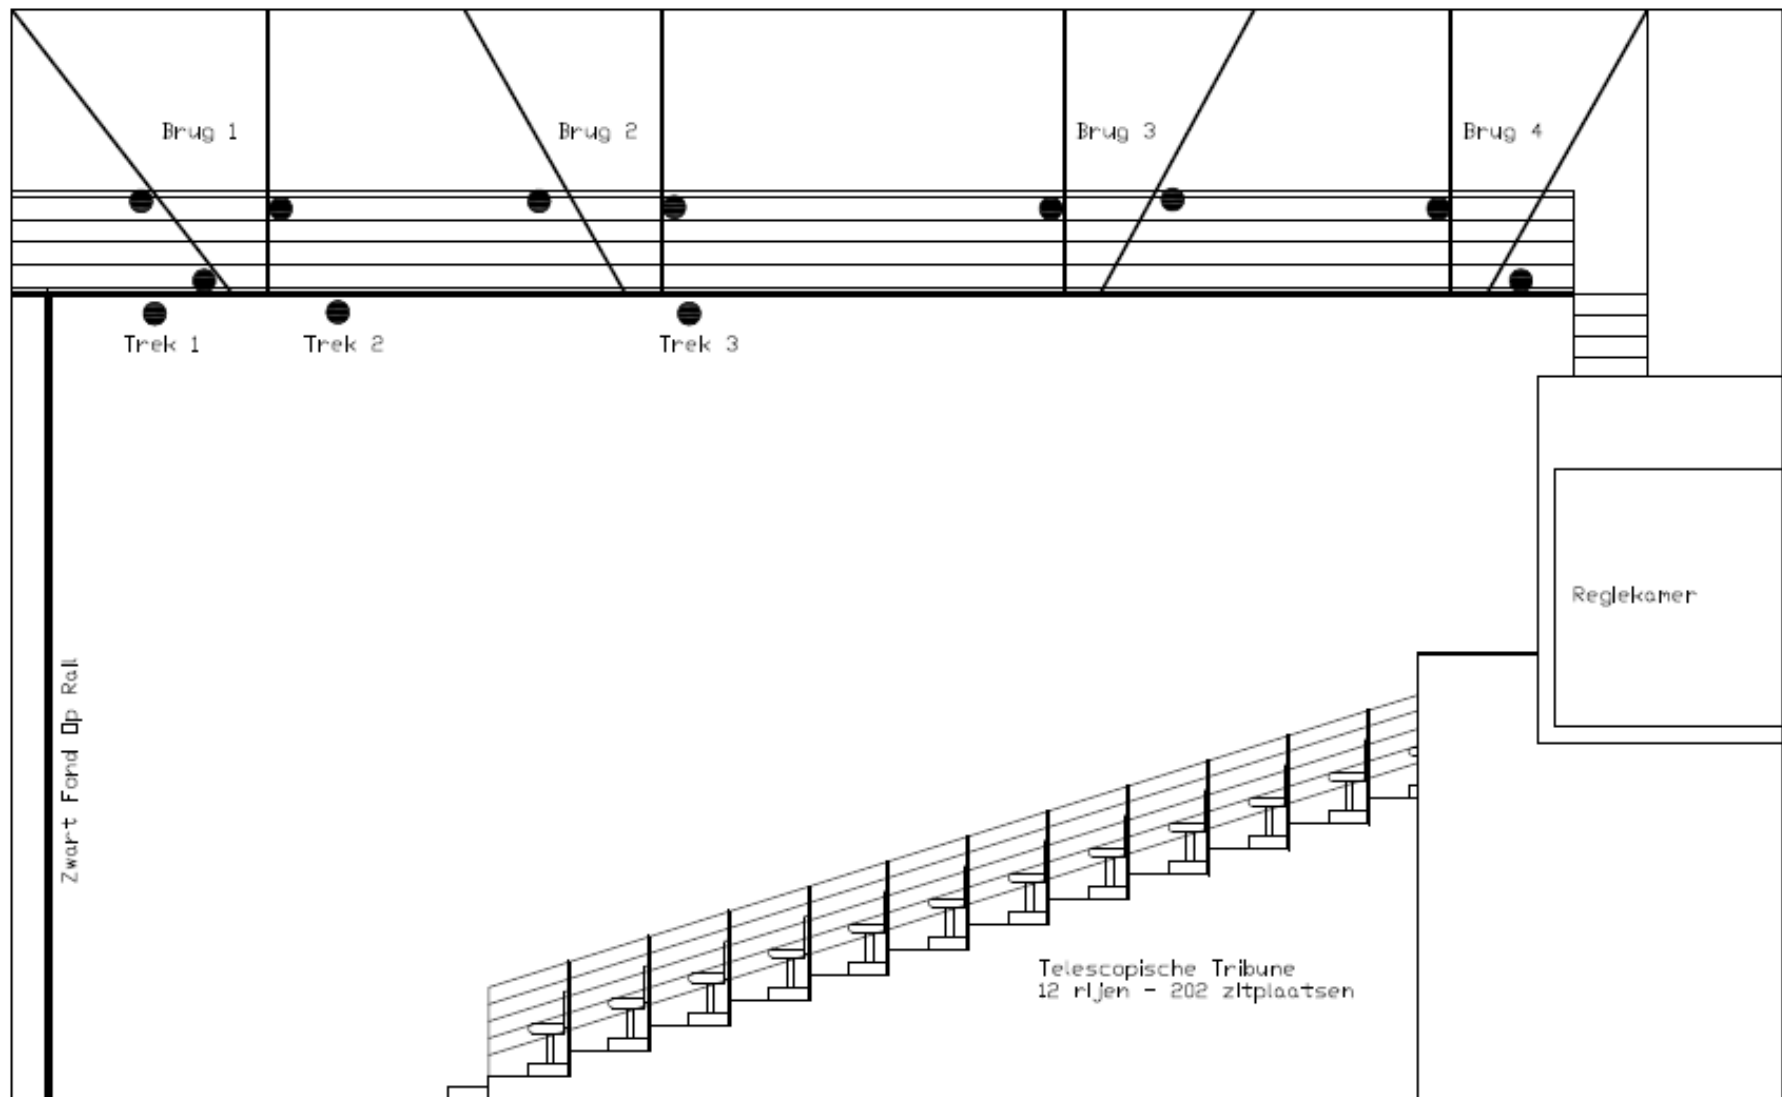 Brug 1
Brug 2
Brug 3
Brug 4
Trek 1
Trek 2
Trek 3
Regiekamer
Zwart Fond Op Rail
Telescopische Tribune
12 rijen - 202 zitplaatsen